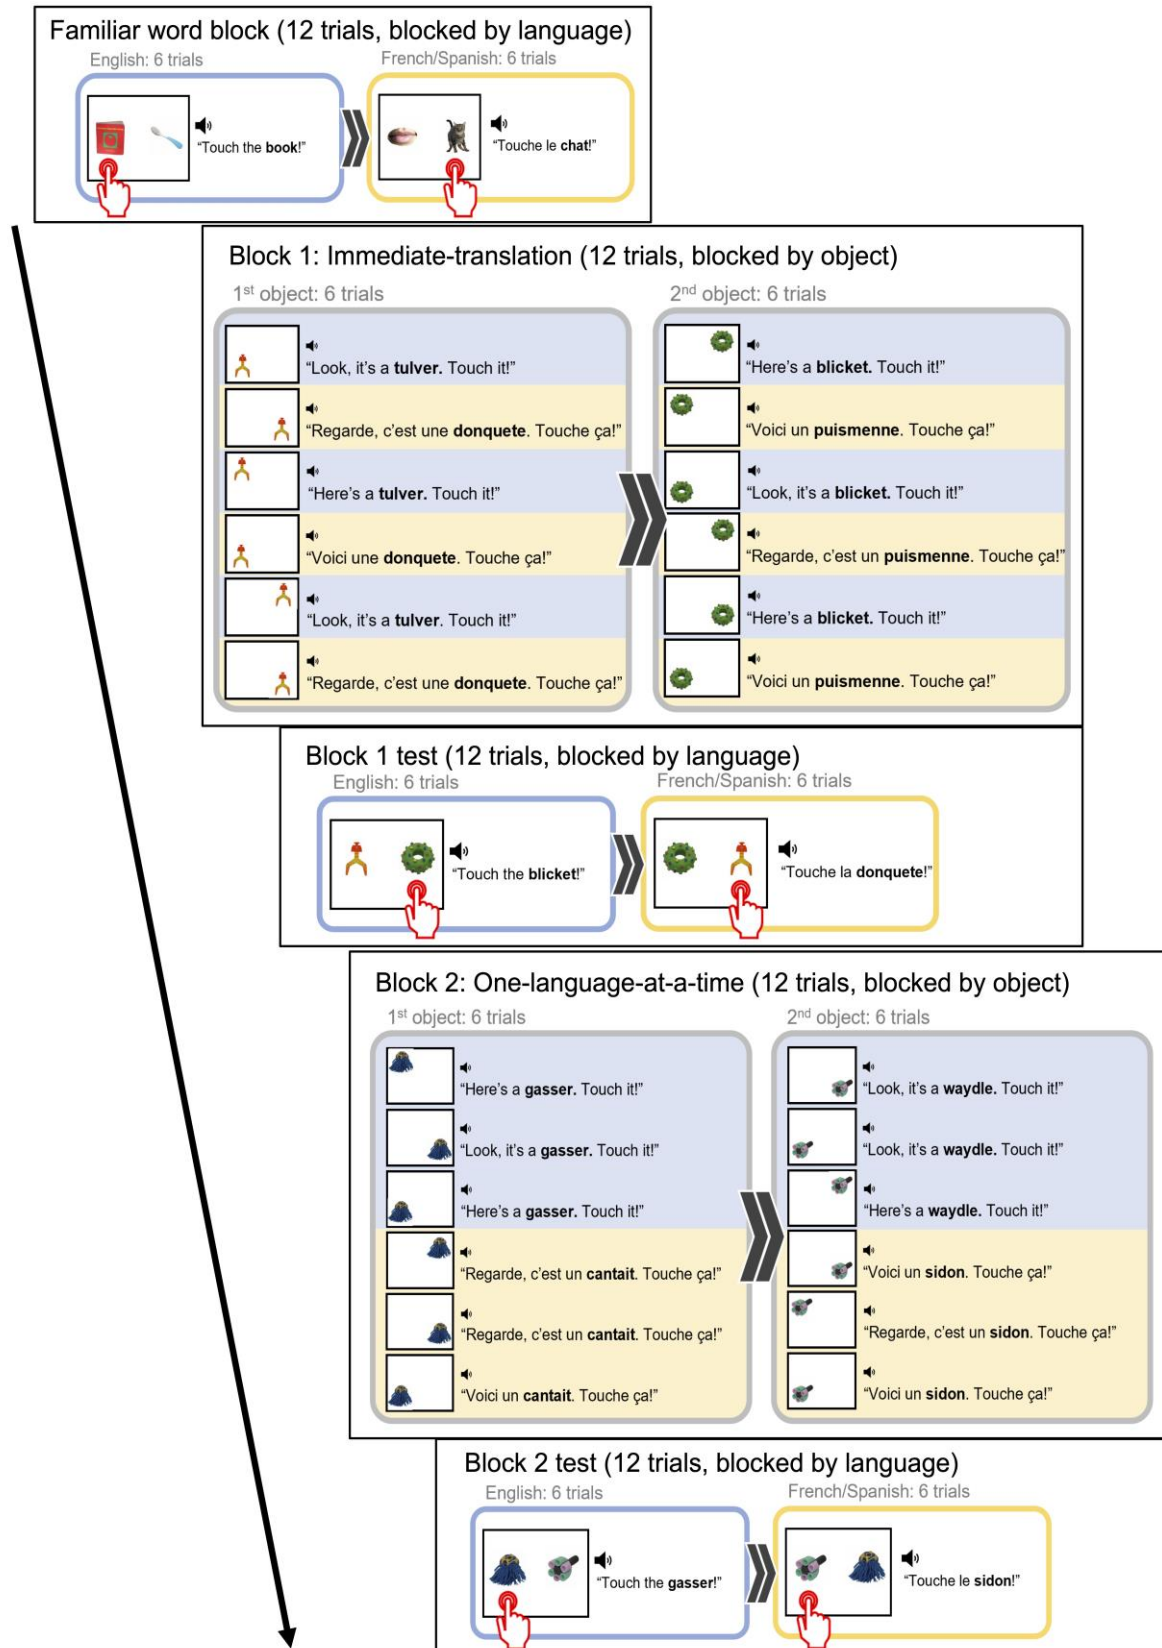 Familiar word block (12 trials, blocked by language)
English: 6 trials
French/Spanish: 6 trials
“Touch the book!”
“Touche le chat!”
Block 1: Immediate-translation (12 trials, blocked by object)
1st object: 6 trials
2nd object: 6 trials
“Look, it’s a tulver. Touch it!”
“Here’s a blicket. Touch it!”
“Regarde, c’est une donquete. Touche ça!”
“Voici un puismenne. Touche ça!”
“Here’s a tulver. Touch it!”
“Look, it’s a blicket. Touch it!”
“Voici une donquete. Touche ça!”
“Regarde, c’est un puismenne. Touche ça!”
“Look, it’s a tulver. Touch it!”
“Here’s a blicket. Touch it!”
“Regarde, c’est une donquete. Touche ça!”
“Voici un puismenne. Touche ça!”
Block 1 test (12 trials, blocked by language)
English: 6 trials
French/Spanish: 6 trials
“Touch the blicket!”
“Touche la donquete!”
Block 2: One-language-at-a-time (12 trials, blocked by object)
1st object: 6 trials
2nd object: 6 trials
“Here’s a gasser. Touch it!”
“Look, it’s a waydle. Touch it!”
“Look, it’s a gasser. Touch it!”
“Look, it’s a waydle. Touch it!”
“Here’s a gasser. Touch it!”
“Here’s a waydle. Touch it!”
“Regarde, c’est un cantait. Touche ça!”
“Voici un sidon. Touche ça!”
“Regarde, c’est un cantait. Touche ça!”
“Regarde, c’est un sidon. Touche ça!”
“Voici un cantait. Touche ça!”
“Voici un sidon. Touche ça!”
Block 2 test (12 trials, blocked by language)
English: 6 trials
French/Spanish: 6 trials
“Touch the gasser!”
“Touche le sidon!”